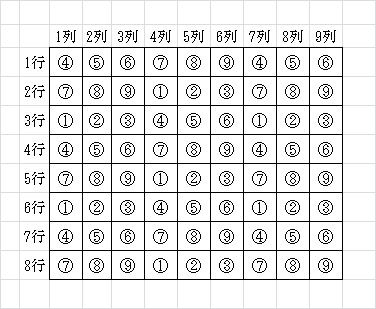 1列 2列 3列 4列 5列 6列 7列 8列 9列
1行 ④ ⑤ ⑥ ⑦ ⑧ ⑨ ④ ⑤ ⑥
2行 ⑦ ⑧ ⑨ ① ② ③ ⑦ ⑧ ⑨
3行 ① ② ③ ④ ⑤ ⑥ ① ② ③
4行 ④ ⑤ ⑥ ⑦ ⑧ ⑨ ④ ⑤ ⑥
5行 ⑦ ⑧ ⑨ ① ② ③ ⑦ ⑧ ⑨
6行 ① ② ③ ④ ⑤ ⑥ ① ② ③
7行 ④ ⑤ ⑥ ⑦ ⑧ ⑨ ④ ⑤ ⑥
8行 ⑦ ⑧ ⑨ ① ② ③ ⑦ ⑧ ⑨